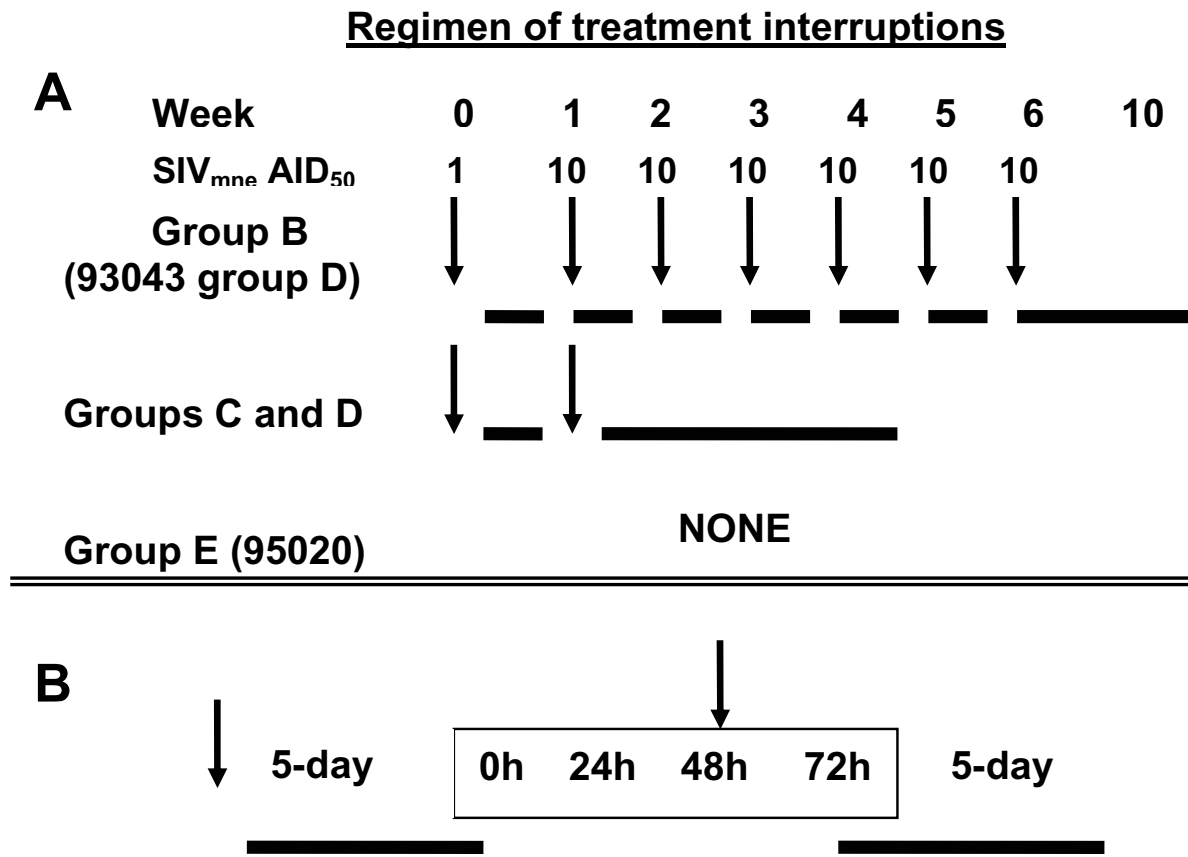 Regimen of treatment interruptions
A
Week 0 1 2 3 4 5 6 10
SIVmne AID50 1 10 10 10 10 10 10
Group B
(93043 group D)
Groups C and D
NONE
Group E (95020)
B
5-day 0h 24h 48h 72h 5-day